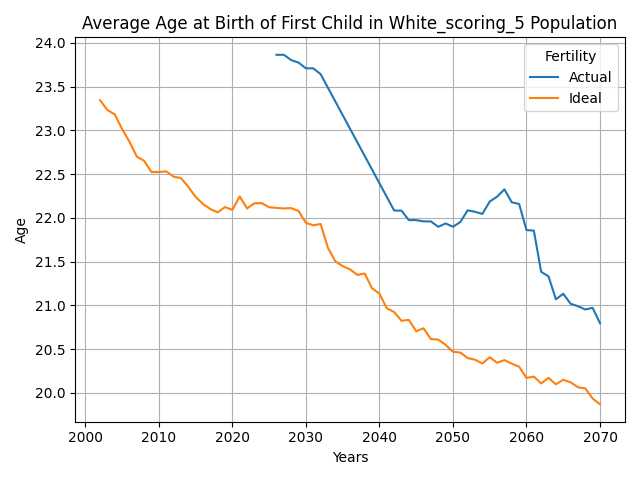 Average Age at Birth of First Child in White_scoring_5 Population
Fertility
Actual
Ideal
24.0
23.5
23.0
22.5
22.0
21.5
21.0
20.5
20.0
Age
2000
2010
2020
2030
2040
2050
2060
2070
Years